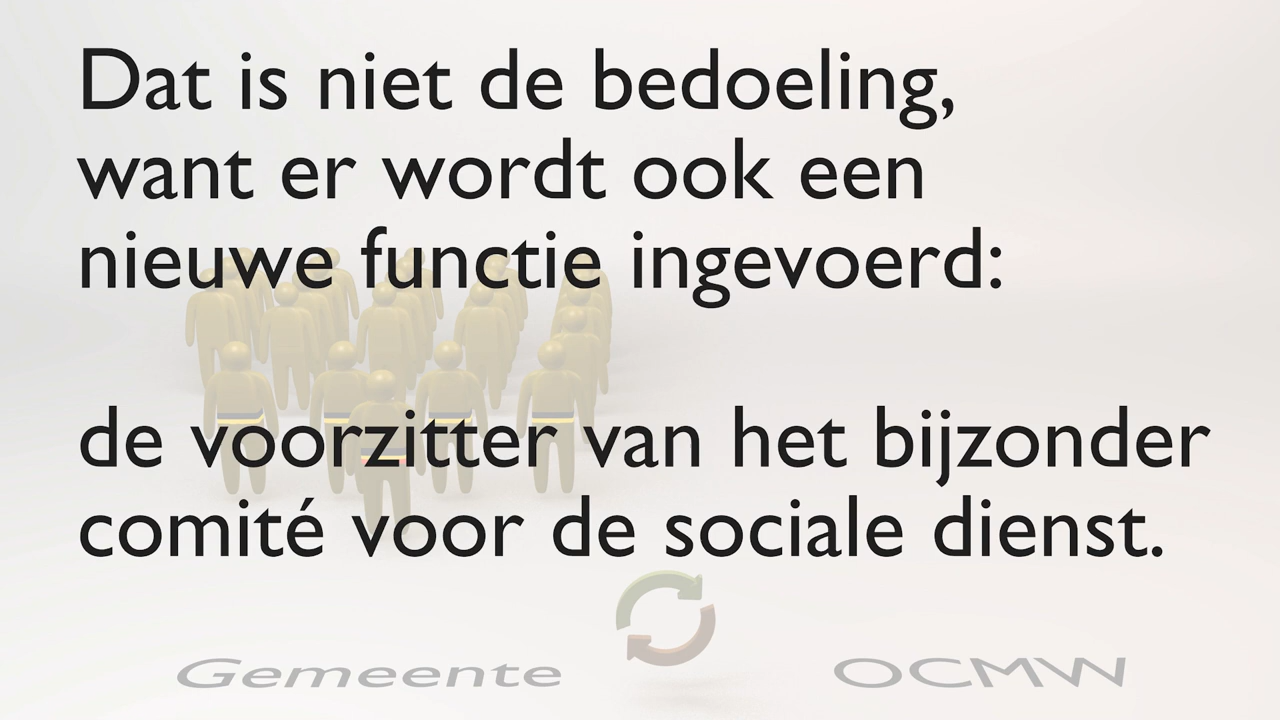 Dat is niet de bedoeling,
want er wordt ook een
nieuwe functie ingevoerd:
de voorzitter van het bijzonder
comité voor de sociale dienst.
Gemeente
OCMW